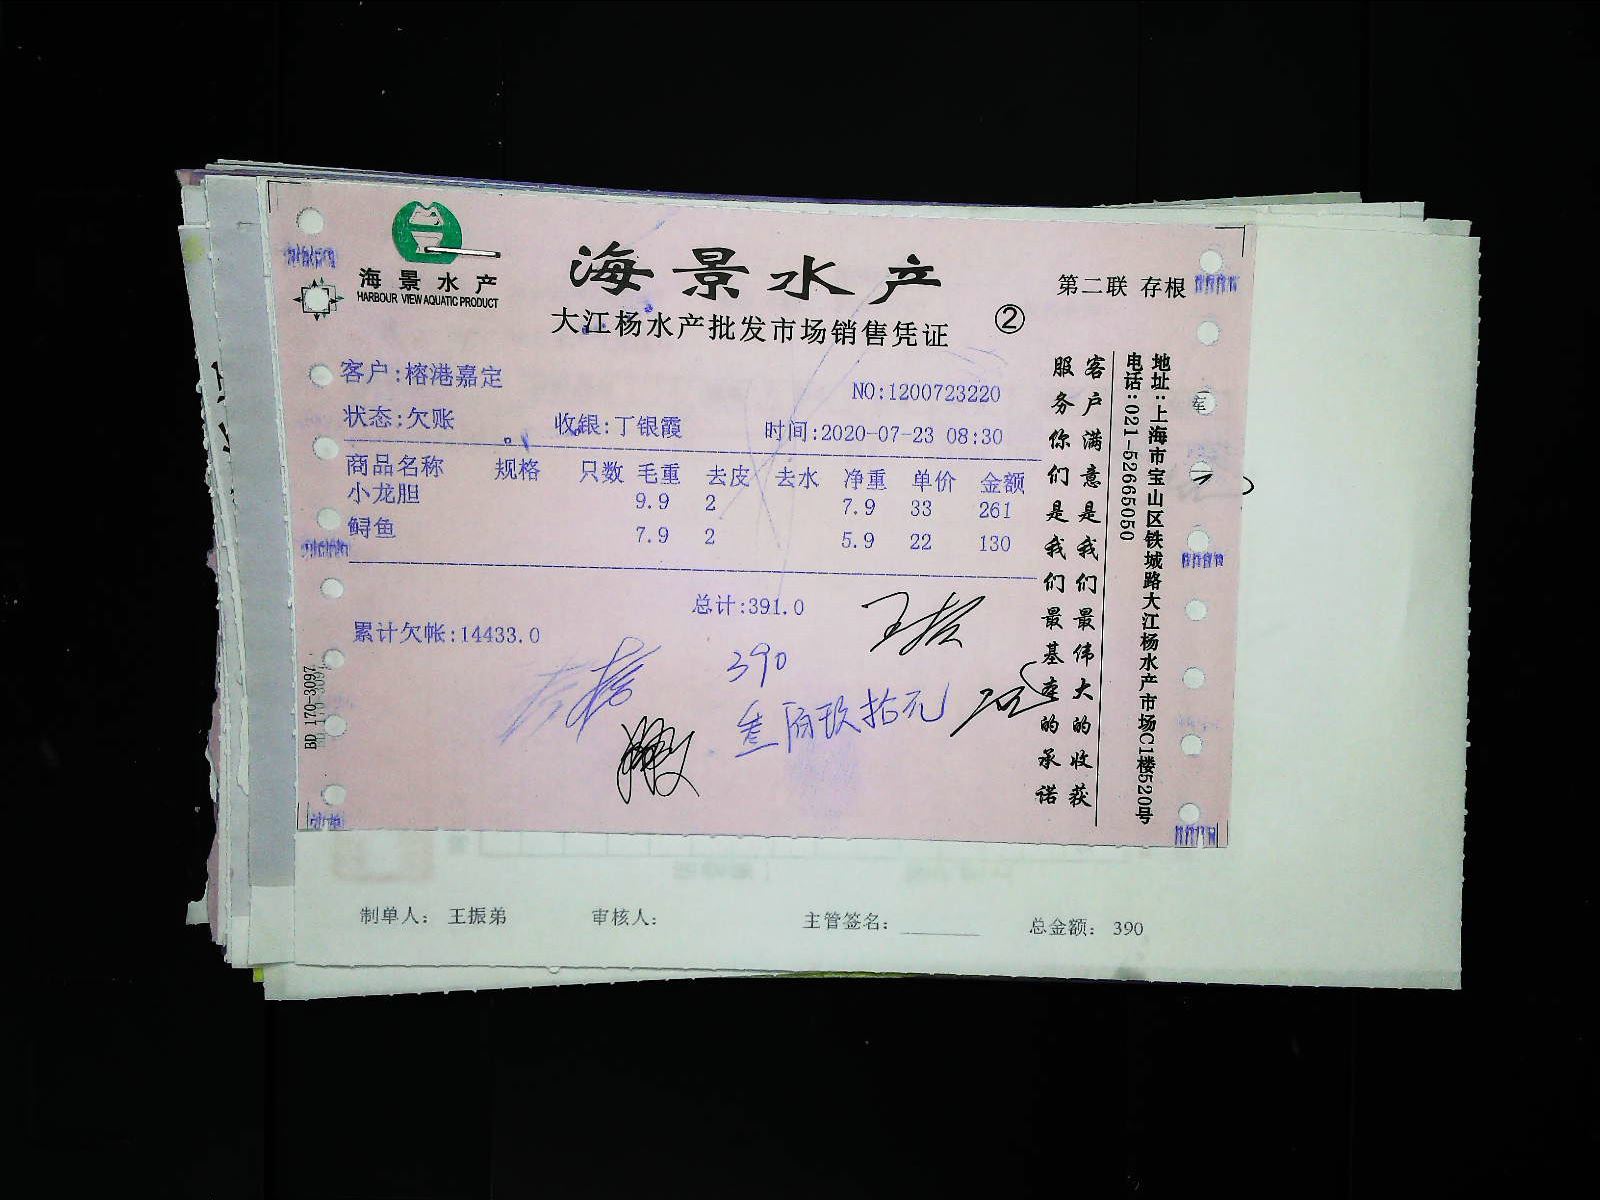 海景水产
HARBOUR VIEW AQUATIC PRODUCT
海景水产
大江杨水产批发市场销售凭证
②
第二联 存根
客户:榕港嘉定
NO:1200723220
状态:欠账 收银:丁银霞 时间:2020-07-23 08:30
商品名称 规格 只数 毛重 去皮 去水 净重 单价 金额
小龙胆 9.9 2 7.9 33 261
鲟鱼 7.9 2 5.9 22 130
总计:391.0
累计欠帐:14433.0
390
叁佰玖拾元
BD 170-3097
客户满意是我们最伟大的收获
服务你们是我们最基本的承诺
地址:上海市宝山区铁城路大江杨水产市场C1楼520号
电话:021-52665050
制单人: 王振弟 审核人: 主管签名: 总金额: 390